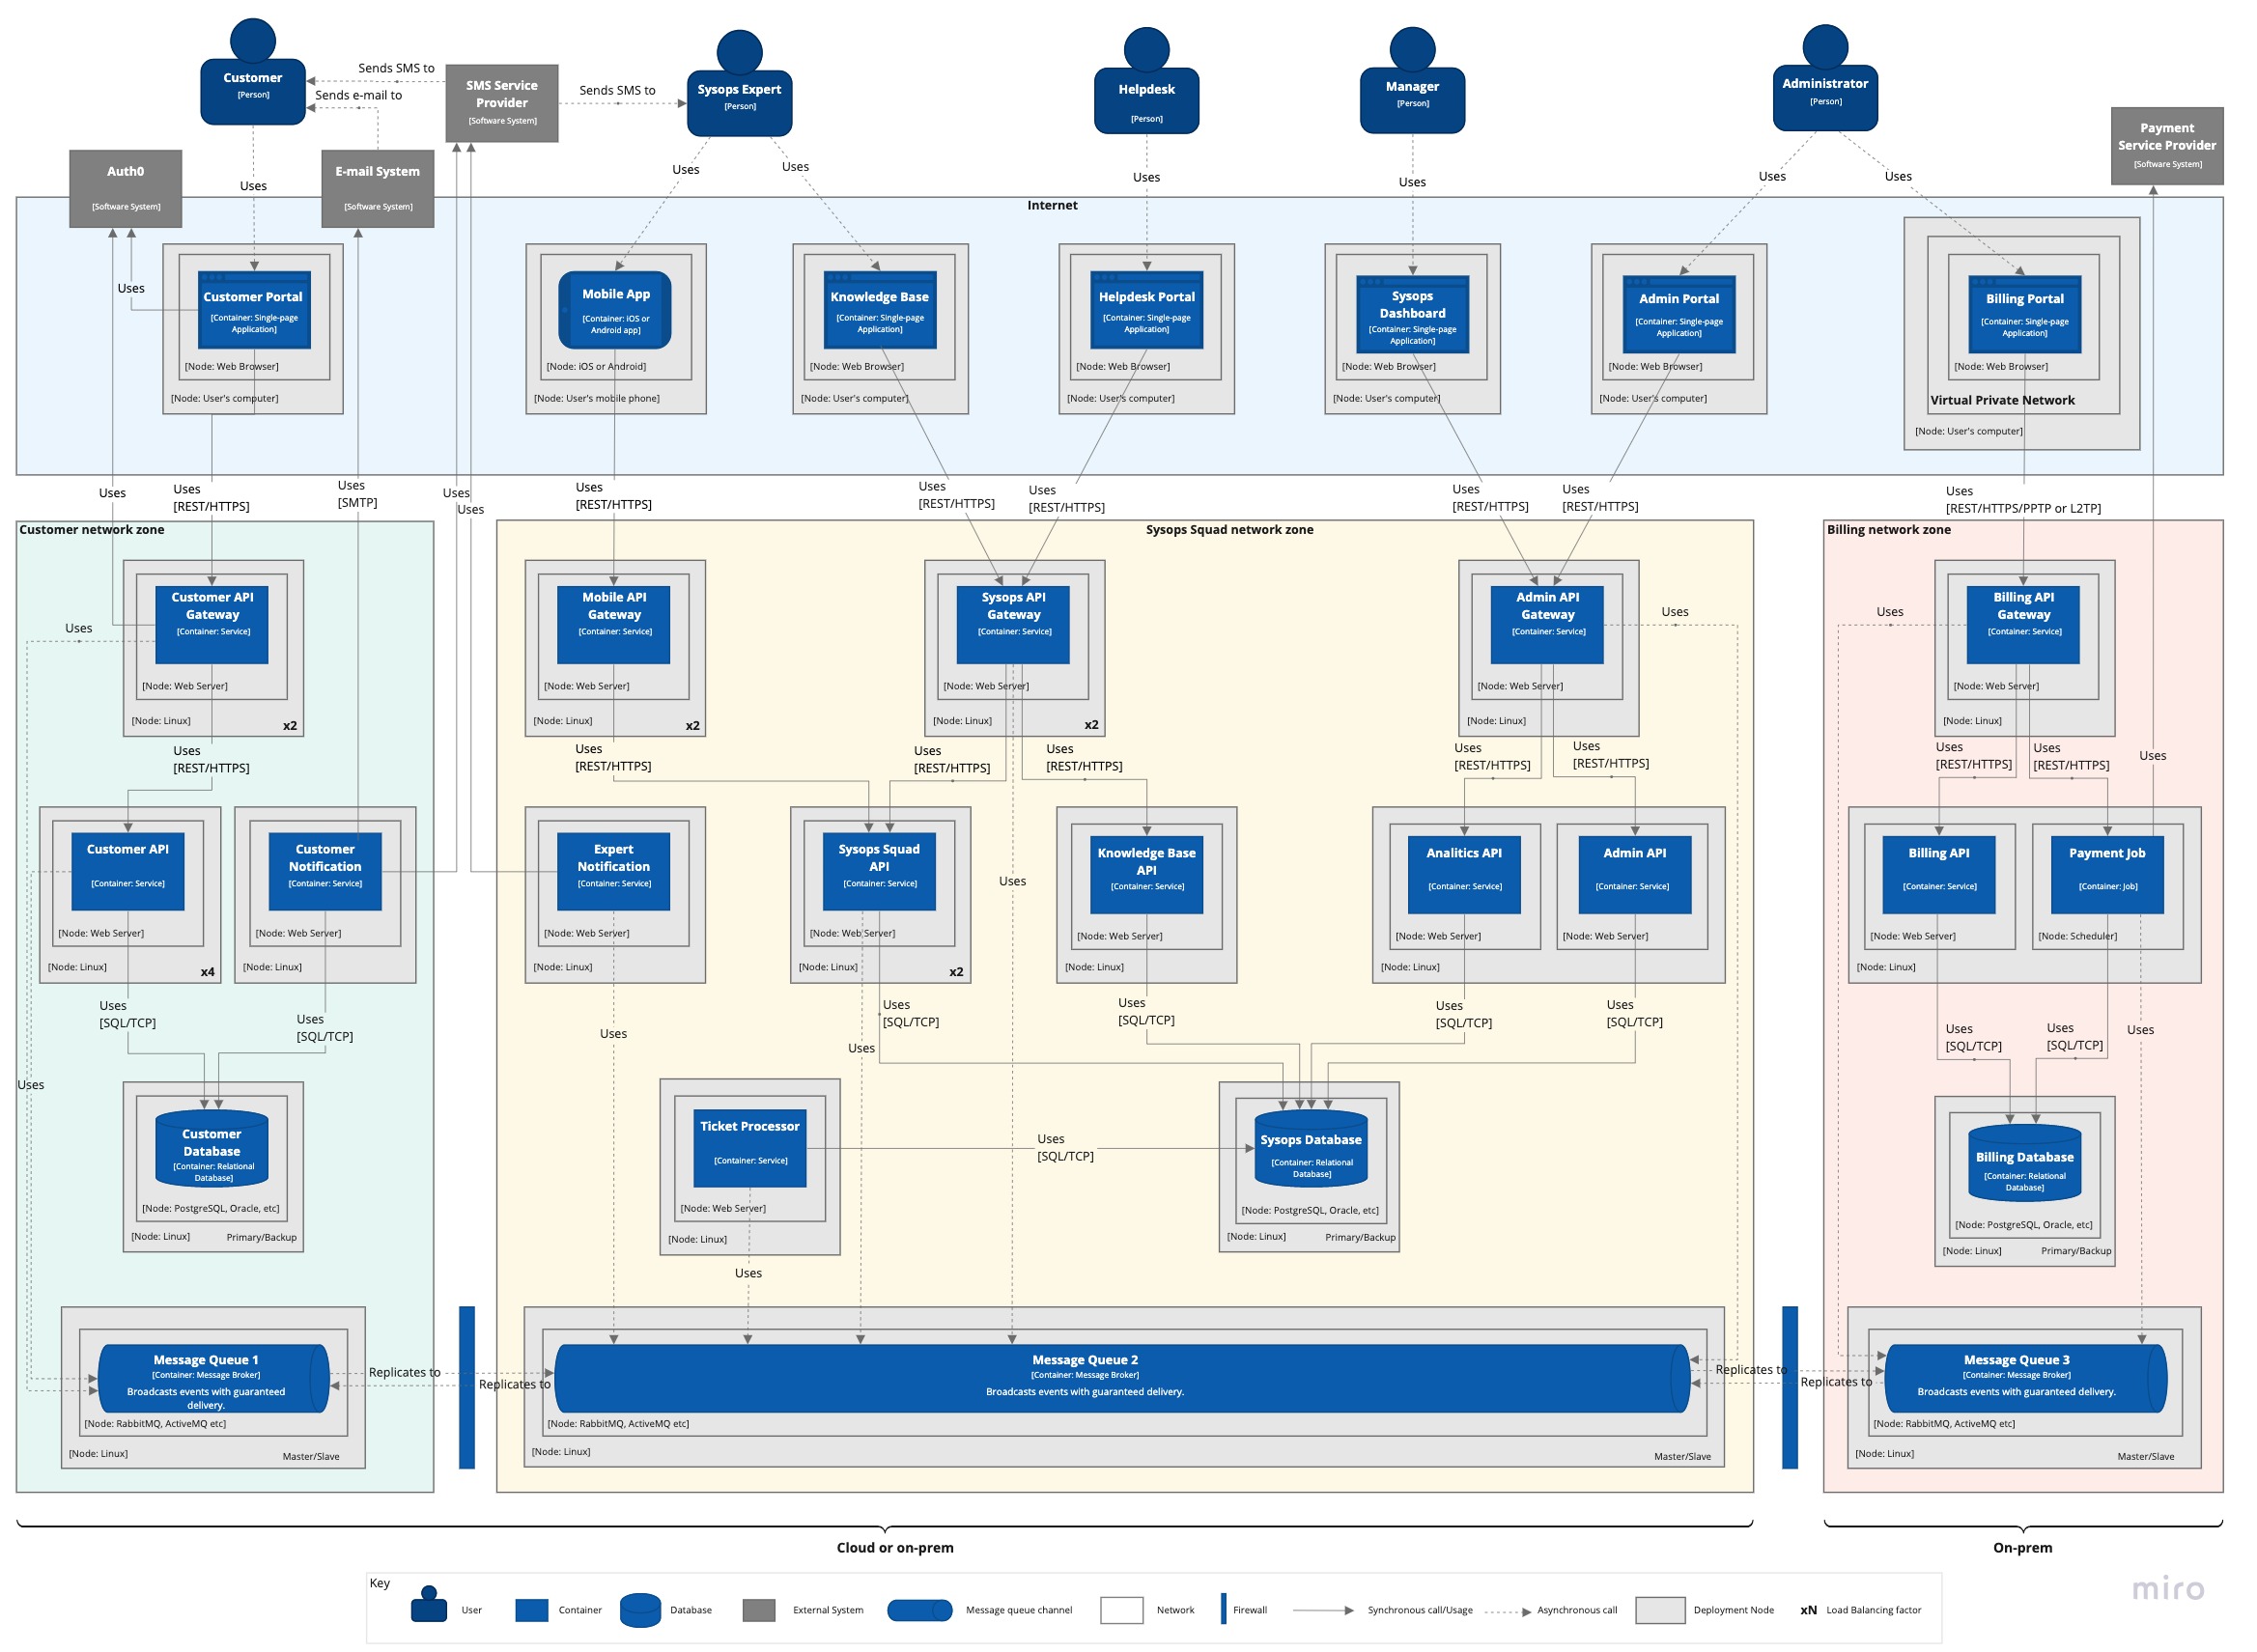 Customer
[Person]
Sends SMS to
Sends e-mail to
SMS Service
Provider
[Software System]
Sends SMS to
Sysops Expert
[Person]
Helpdesk
[Person]
Manager
[Person]
Administrator
[Person]
Payment
Service Provider
[Software System]
Auth0
[Software System]
E-mail System
[Software System]
Uses
Uses
Uses
Uses
Uses
Uses
Uses
Internet
Uses
Customer Portal
[Container: Single-page
Application]
[Node: Web Browser]
[Node: User's computer]
Mobile App
[Container: iOS or
Android app]
[Node: iOS or Android]
[Node: User's mobile phone]
Knowledge Base
[Container: Single-page
Application]
[Node: Web Browser]
[Node: User's computer]
Helpdesk Portal
[Container: Single-page
Application]
[Node: Web Browser]
[Node: User's computer]
Sysops
Dashboard
[Container: Single-page
Application]
[Node: Web Browser]
[Node: User's computer]
Admin Portal
[Container: Single-page
Application]
[Node: Web Browser]
[Node: User's computer]
Billing Portal
[Container: Single-page
Application]
[Node: Web Browser]
Virtual Private Network
[Node: User's computer]
Uses
Uses
[REST/HTTPS]
Uses
[SMTP]
Uses
Uses
Uses
[REST/HTTPS]
Uses
[REST/HTTPS]
Uses
[REST/HTTPS]
Uses
[REST/HTTPS]
Uses
[REST/HTTPS]
Uses
[REST/HTTPS/PPTP or L2TP]
Customer network zone
Customer API
Gateway
[Container: Service]
[Node: Web Server]
[Node: Linux]
x2
Uses
Uses
[REST/HTTPS]
Customer API
[Container: Service]
[Node: Web Server]
[Node: Linux]
x4
Customer
Notification
[Container: Service]
[Node: Web Server]
[Node: Linux]
Uses
[SQL/TCP]
Uses
[SQL/TCP]
Uses
Customer
Database
[Container: Relational
Database]
[Node: PostgreSQL, Oracle, etc]
[Node: Linux]
Primary/Backup
Message Queue 1
[Container: Message Broker]
Broadcasts events with guaranteed
delivery.
[Node: RabbitMQ, ActiveMQ etc]
[Node: Linux]
Master/Slave
Replicates to
Replicates to
Sysops Squad network zone
Mobile API
Gateway
[Container: Service]
[Node: Web Server]
[Node: Linux]
x2
Sysops API
Gateway
[Container: Service]
[Node: Web Server]
[Node: Linux]
x2
Admin API
Gateway
[Container: Service]
[Node: Web Server]
[Node: Linux]
Uses
Uses
[REST/HTTPS]
Uses
[REST/HTTPS]
Uses
[REST/HTTPS]
Uses
[REST/HTTPS]
Uses
[REST/HTTPS]
Expert
Notification
[Container: Service]
[Node: Web Server]
[Node: Linux]
Sysops Squad
API
[Container: Service]
[Node: Web Server]
[Node: Linux]
x2
Uses
Knowledge Base
API
[Container: Service]
[Node: Web Server]
[Node: Linux]
Analitics API
[Container: Service]
[Node: Web Server]
[Node: Linux]
Admin API
[Container: Service]
[Node: Web Server]
Uses
Uses
Uses
[SQL/TCP]
Uses
[SQL/TCP]
Uses
[SQL/TCP]
Uses
[SQL/TCP]
Ticket Processor
[Container: Service]
[Node: Web Server]
[Node: Linux]
Uses
Uses
[SQL/TCP]
Sysops Database
[Container: Relational
Database]
[Node: PostgreSQL, Oracle, etc]
[Node: Linux]
Primary/Backup
Message Queue 2
[Container: Message Broker]
Broadcasts events with guaranteed delivery.
[Node: RabbitMQ, ActiveMQ etc]
[Node: Linux]
Master/Slave
Replicates to
Replicates to
Billing network zone
Uses
Billing API
Gateway
[Container: Service]
[Node: Web Server]
[Node: Linux]
Uses
[REST/HTTPS]
Uses
[REST/HTTPS]
Uses
Billing API
[Container: Service]
[Node: Web Server]
[Node: Linux]
Payment Job
[Container: Job]
[Node: Scheduler]
Uses
[SQL/TCP]
Uses
[SQL/TCP]
Uses
Billing Database
[Container: Relational
Database]
[Node: PostgreSQL, Oracle, etc]
[Node: Linux]
Primary/Backup
Message Queue 3
[Container: Message Broker]
Broadcasts events with guaranteed delivery.
[Node: RabbitMQ, ActiveMQ etc]
[Node: Linux]
Master/Slave
Cloud or on-prem
On-prem
Key
User
Container
Database
External System
Message queue channel
Network
Firewall
Synchronous call/Usage
Asynchronous call
Deployment Node
xN
Load Balancing factor
miro